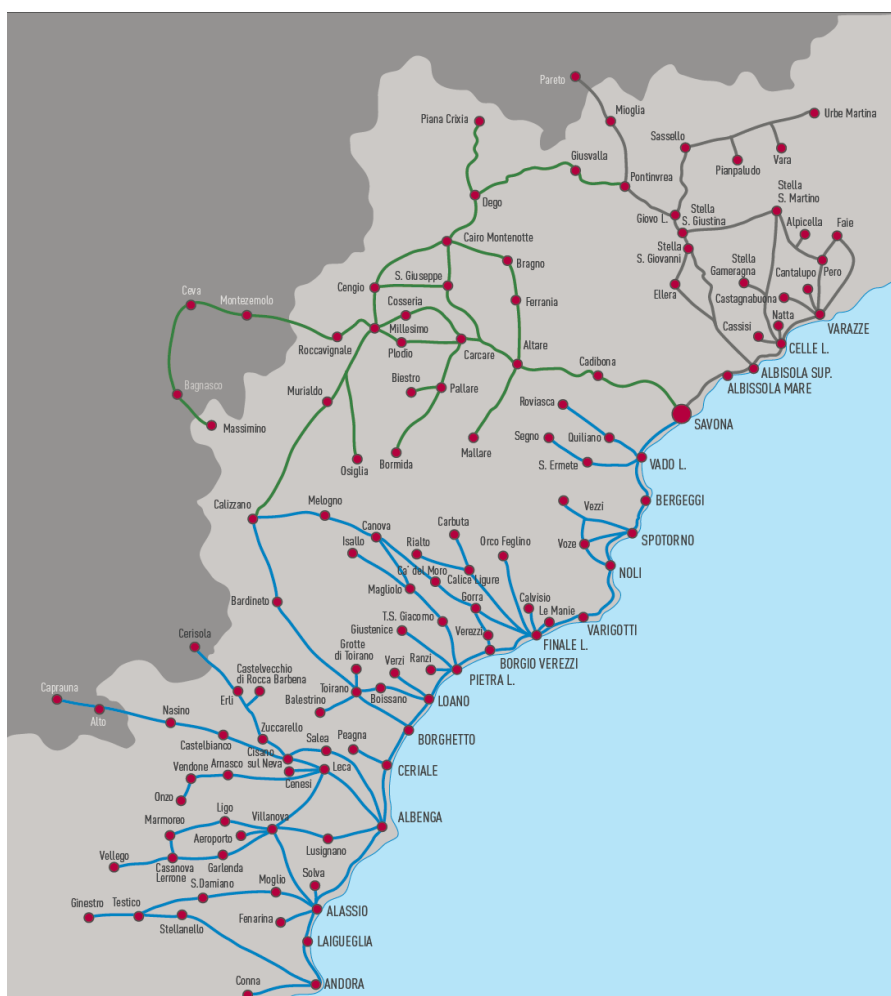 Pareto
Mioglia
Piana Crixia
Urbe Martina
Sassello
Giusvalla
Pianpaludo
Vara
Pontinvrea
Stella
S. Martino
Dego
Giovo L.
Stella
S. Giustina
Alpicella
Faie
Cairo Montenotte
Stella
S. Giovanni
Stella
Gameragna
Bragno
Cantalupo
Pero
S. Giuseppe
Cengio
Ellera
Castagnabuona
Ceva
Montezemolo
Cosseria
Ferrania
Natta
VARAZZE
Cassisi
Millesimo
Roccavignale
Plodio
Carcare
Altare
CELLE L.
Cadibona
ALBISOLA SUP.
ALBISSOLA MARE
Bagnasco
Murialdo
Biestro
Pallare
Massimino
Roviasca
SAVONA
Segno
Quiliano
Mallare
Bormida
Osiglia
S. Ermete
VADO L.
Calizzano
Melogno
Vezzi
BERGEGGI
Canova
Carbuta
Isallo
Rialto
Orco Feglino
Voze
SPOTORNO
Ca' del Moro
Calice Ligure
NOLI
Magliolo
Bardineto
Gorra
Calvisio
T.S. Giacomo
Le Manie
Giustenice
Verezzi
VARIGOTTI
Cerisola
FINALE L.
Grotte
di Toirano
Verzi
Ranzi
BORGIO VEREZZI
Castelvecchio
di Rocca Barbena
PIETRA L.
Caprauna
Erli
Toirano
Balestrino
Boissano
LOANO
Alto
Nasino
Zuccarello
BORGHETTO
Castelbianco
Cisano
sul Neva
Salea
Peagna
Arnasco
Vendone
Leca
CERIALE
Cenesi
Onzo
Ligo
Villanova
Marmoreo
Aeroporto
ALBENGA
Lusignano
Vellego
Casanova
Lerrone
Garlenda
Solva
Moglio
S.Damiano
Ginestro
Testico
Stellanello
Fenarina
ALASSIO
LAIGUEGLIA
Conna
ANDORA